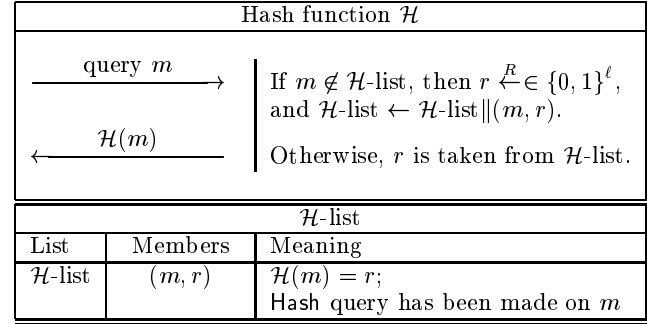 Hash function ℋ
query m
If m ∉ ℋ-list, then r ←ᴿ ∈ {0, 1}^ℓ,
and ℋ-list ← ℋ-list‖(m, r).
ℋ(m)
Otherwise, r is taken from ℋ-list.
ℋ-list
List Members Meaning
ℋ-list (m, r) ℋ(m) = r;
Hash query has been made on m